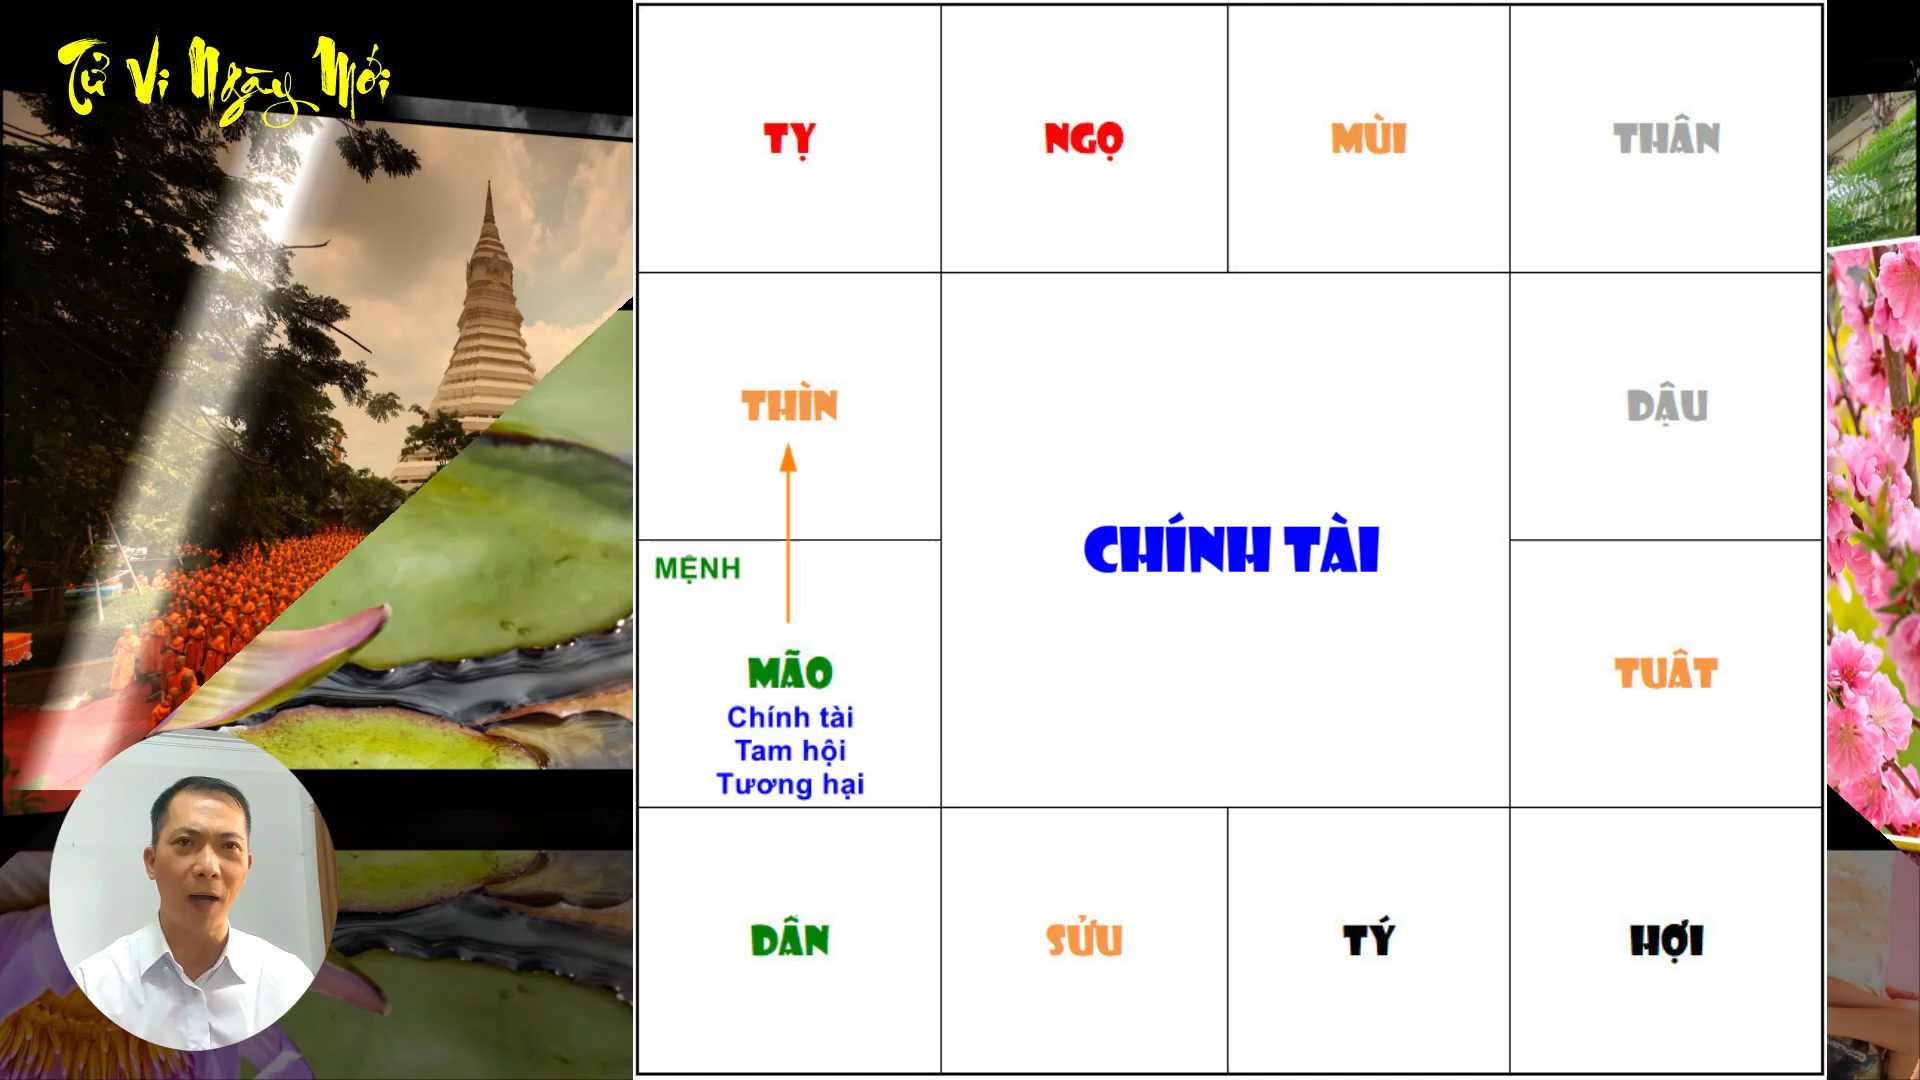 Tử Vi Ngày Mới
TỴ
NGỌ
MÙI
THÂN
THÌN
DẬU
MỆNH
CHÍNH TÀI
MÃO
Chính tài
Tam hội
Tương hại
TUẤT
DẦN
SỬU
TÝ
HỢI